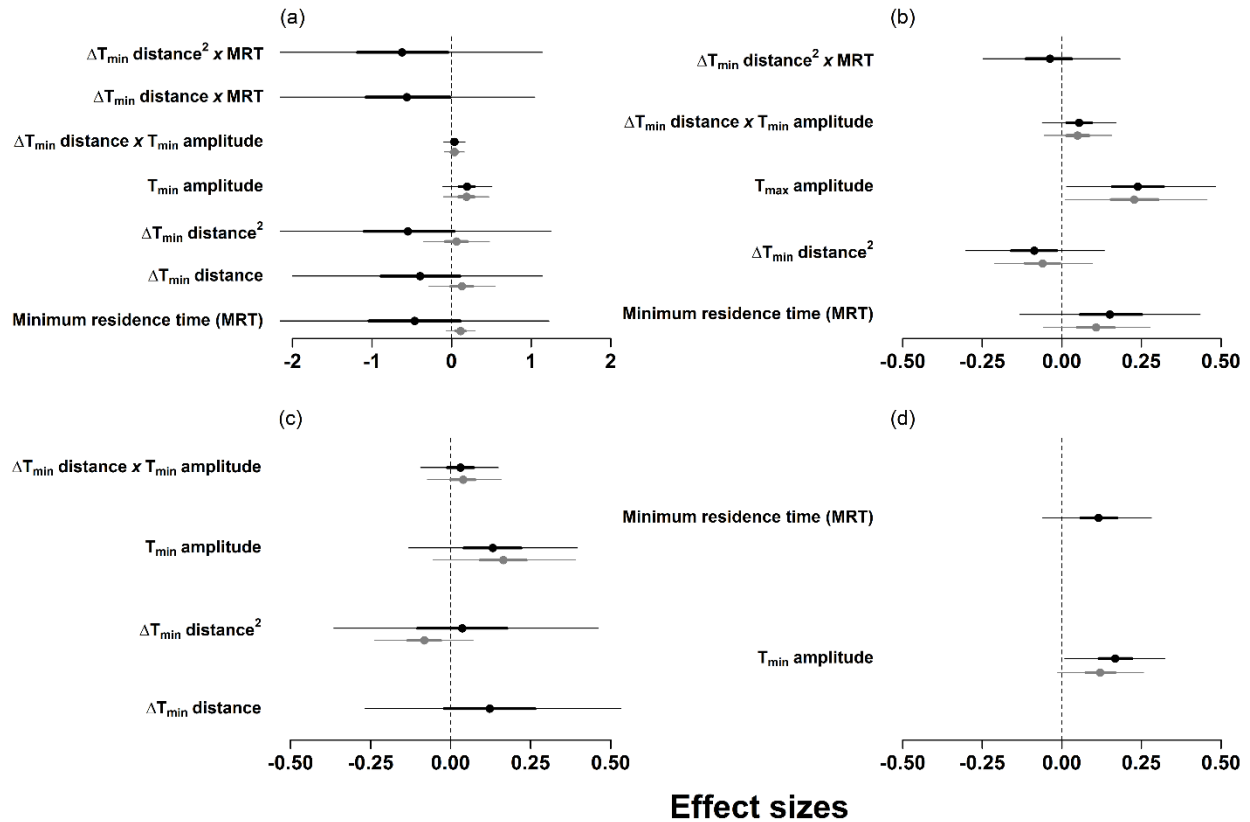 (a)
ΔTmin distance² x MRT
ΔTmin distance x MRT
ΔTmin distance x Tmin amplitude
Tmin amplitude
ΔTmin distance²
ΔTmin distance
Minimum residence time (MRT)
-2 -1 0 1 2
(b)
ΔTmin distance² x MRT
ΔTmin distance x Tmin amplitude
Tmax amplitude
ΔTmin distance²
Minimum residence time (MRT)
-0.50 -0.25 0.00 0.25 0.50
(c)
ΔTmin distance x Tmin amplitude
Tmin amplitude
ΔTmin distance²
ΔTmin distance
-0.50 -0.25 0.00 0.25 0.50
(d)
Minimum residence time (MRT)
Tmin amplitude
-0.50 -0.25 0.00 0.25 0.50
Effect sizes